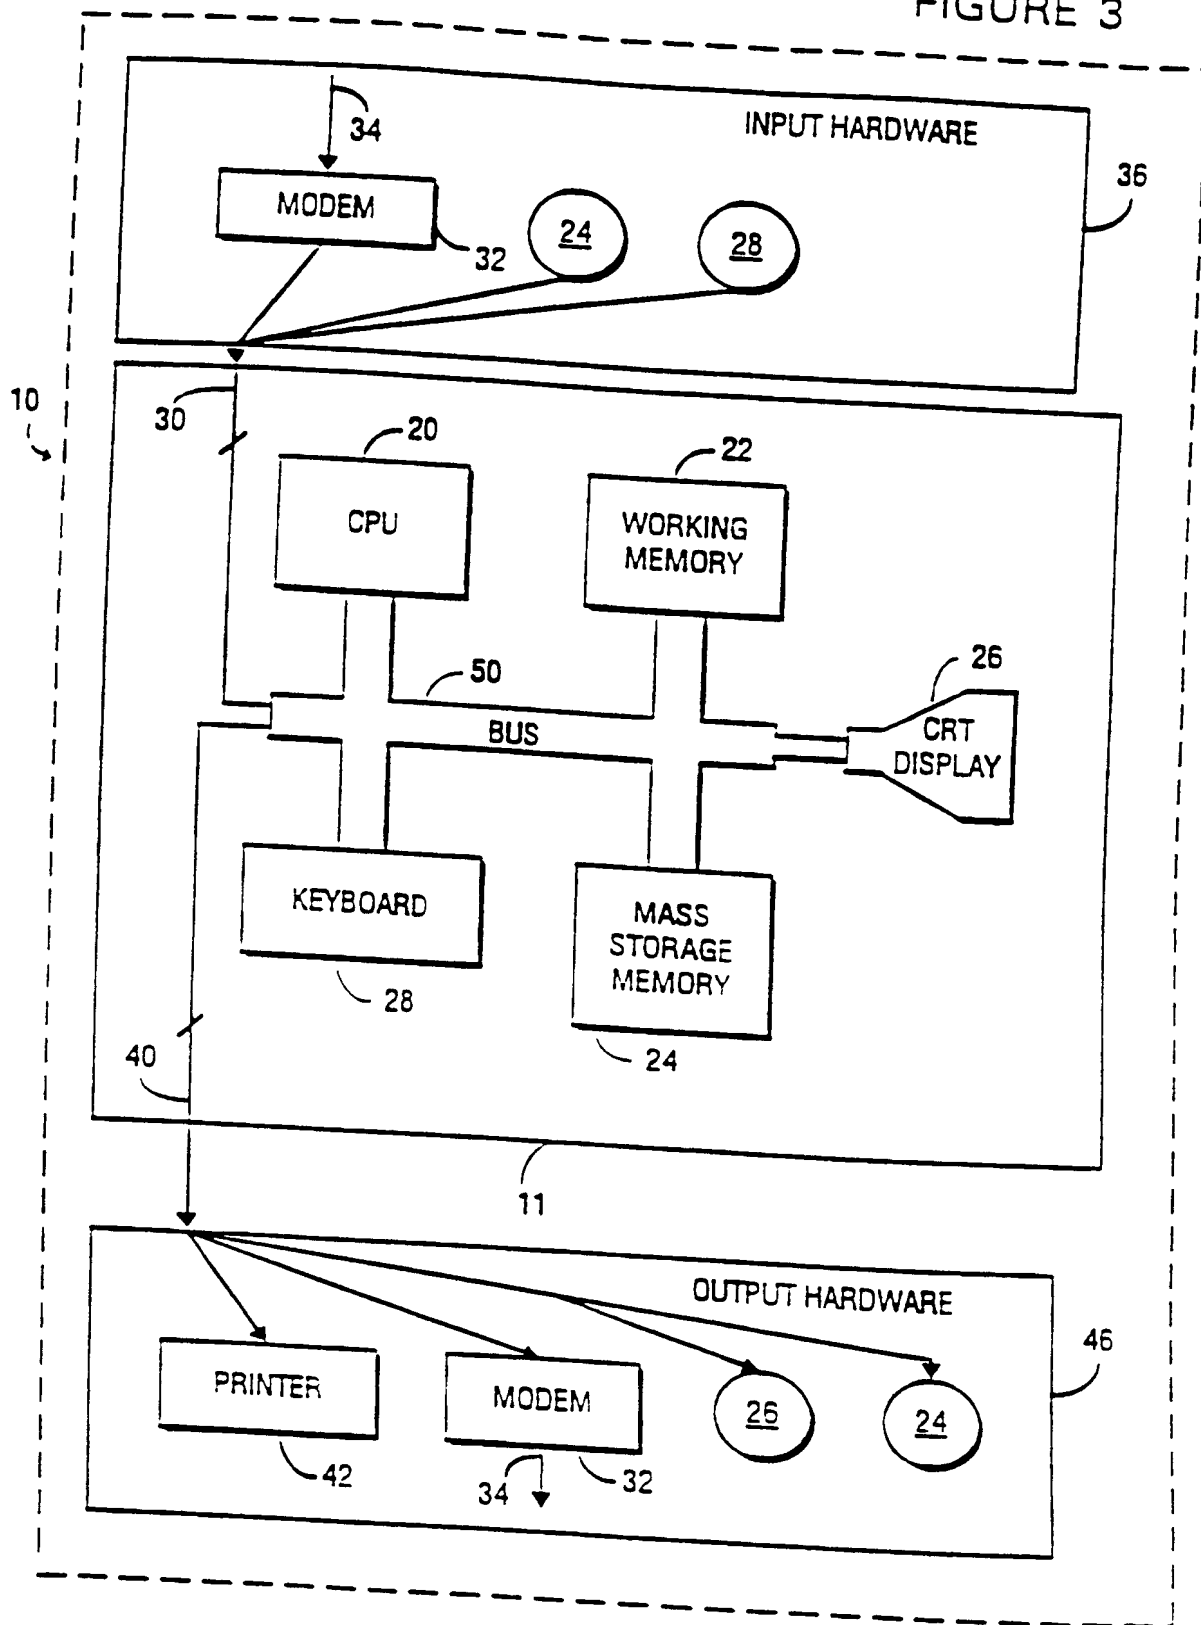 FIGURE 3
34
INPUT HARDWARE
36
MODEM
32
24
28
10
30
20
22
CPU
WORKING
MEMORY
50
26
BUS
CRT
DISPLAY
KEYBOARD
MASS
STORAGE
MEMORY
28
24
40
11
OUTPUT HARDWARE
46
PRINTER
MODEM
26
24
42
34
32